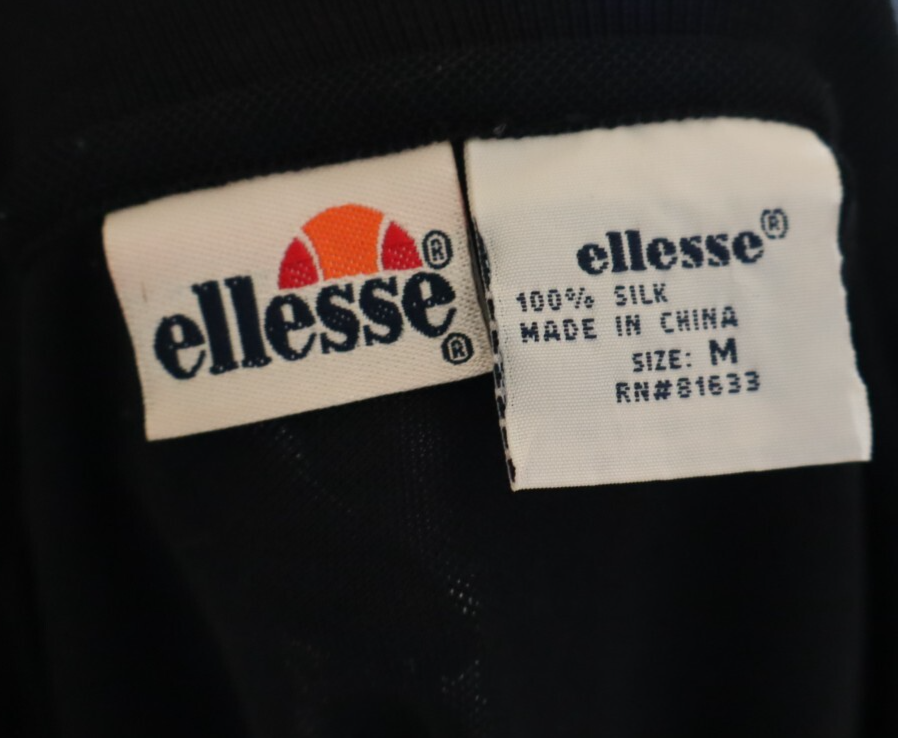 ellesse®
®
ellesse®
100% SILK
MADE IN CHINA
SIZE: M
RN#81633